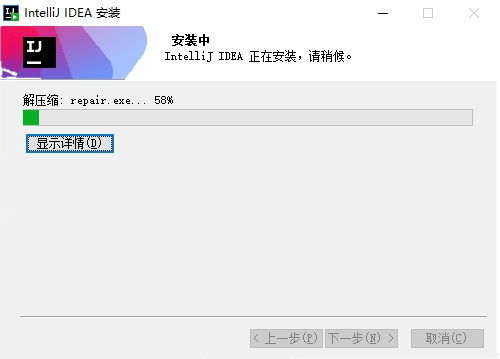 IntelliJ IDEA 安装
IJ
安装中
IntelliJ IDEA 正在安装，请稍候。
解压缩: repair.exe... 58%
显示详情(D)
< 上一步(P)
下一步(N) >
取消(C)